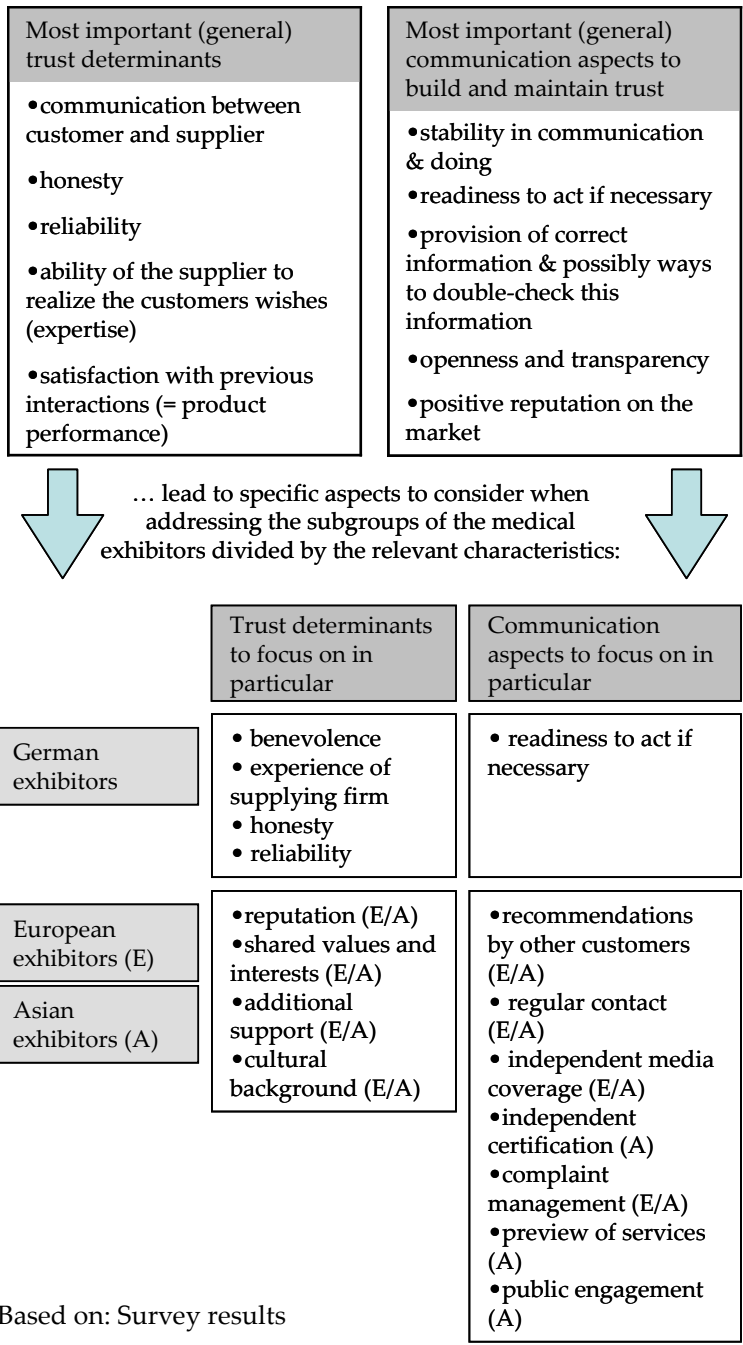 Most important (general)
trust determinants
•communication between
customer and supplier
•honesty
•reliability
•ability of the supplier to
realize the customers wishes
(expertise)
•satisfaction with previous
interactions (= product
performance)
Most important (general)
communication aspects to
build and maintain trust
•stability in communication
& doing
•readiness to act if necessary
•provision of correct
information & possibly ways
to double-check this
information
•openness and transparency
•positive reputation on the
market
… lead to specific aspects to consider when
addressing the subgroups of the medical
exhibitors divided by the relevant characteristics:
Trust determinants
to focus on in
particular
Communication
aspects to focus on in
particular
German
exhibitors
• benevolence
• experience of
supplying firm
• honesty
• reliability
• readiness to act if
necessary
European
exhibitors (E)
Asian
exhibitors (A)
•reputation (E/A)
•shared values and
interests (E/A)
•additional
support (E/A)
•cultural
background (E/A)
•recommendations
by other customers
(E/A)
• regular contact
(E/A)
• independent media
coverage (E/A)
•independent
certification (A)
•complaint
management (E/A)
•preview of services
(A)
•public engagement
(A)
Based on: Survey results